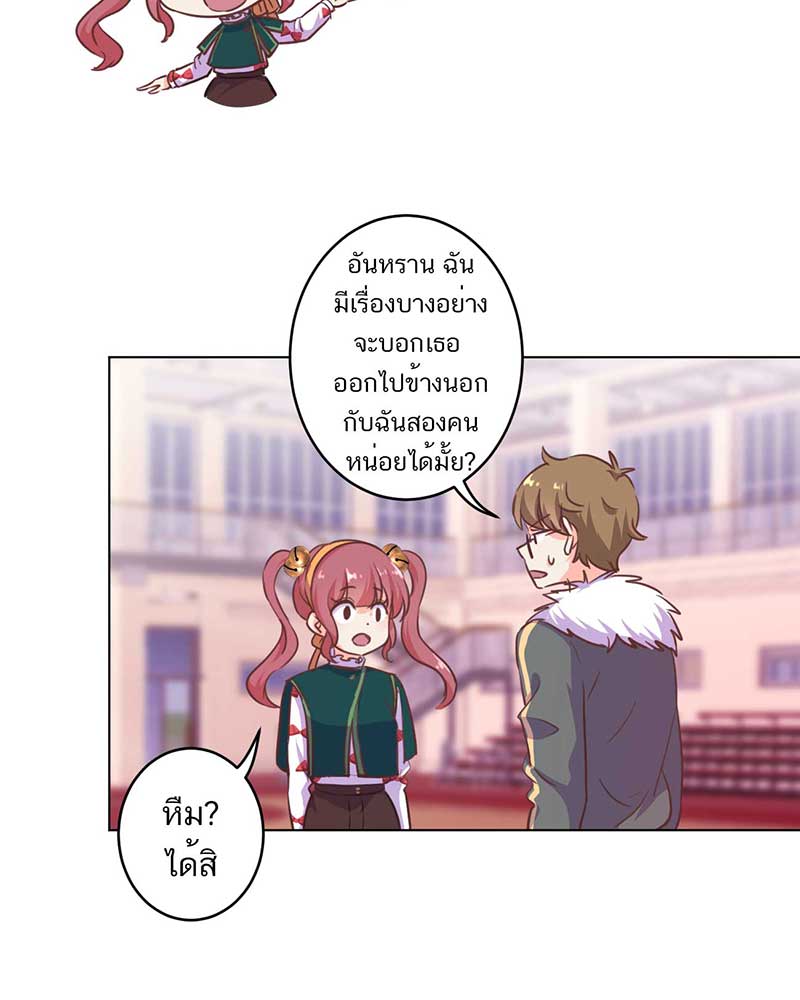 อันหราน ฉัน
มีเรื่องบางอย่าง
จะบอกเธอ
ออกไปข้างนอก
กับฉันสองคน
หน่อยได้มั้ย?
หืม?
ได้สิ